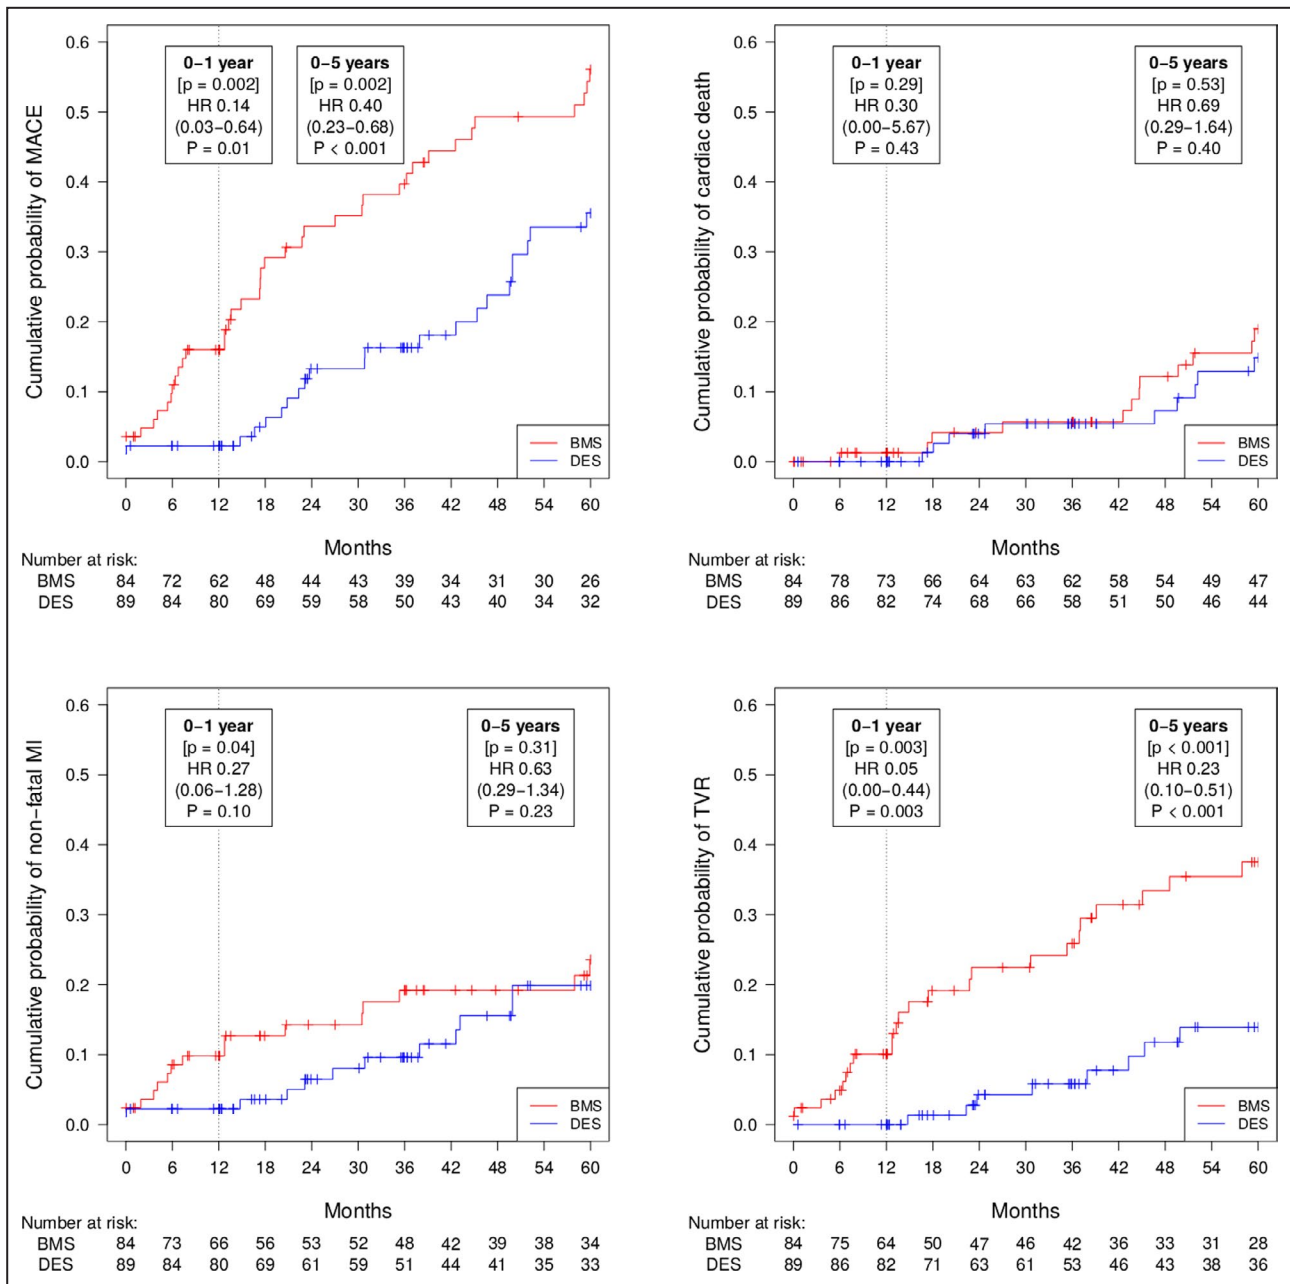 Cumulative probability of MACE
0.6
0.5
0.4
0.3
0.2
0.1
0.0
0−1 year
[p = 0.002]
HR 0.14
(0.03−0.64)
P = 0.01
0−5 years
[p = 0.002]
HR 0.40
(0.23−0.68)
P < 0.001
BMS
DES
0 6 12 18 24 30 36 42 48 54 60
Months
Number at risk:
BMS 84 72 62 48 44 43 39 34 31 30 26
DES 89 84 80 69 59 58 50 43 40 34 32
Cumulative probability of cardiac death
0.6
0.5
0.4
0.3
0.2
0.1
0.0
0−1 year
[p = 0.29]
HR 0.30
(0.00−5.67)
P = 0.43
0−5 years
[p = 0.53]
HR 0.69
(0.29−1.64)
P = 0.40
BMS
DES
0 6 12 18 24 30 36 42 48 54 60
Months
Number at risk:
BMS 84 78 73 66 64 63 62 58 54 49 47
DES 89 86 82 74 68 66 58 51 50 46 44
Cumulative probability of non−fatal MI
0.6
0.5
0.4
0.3
0.2
0.1
0.0
0−1 year
[p = 0.04]
HR 0.27
(0.06−1.28)
P = 0.10
0−5 years
[p = 0.31]
HR 0.63
(0.29−1.34)
P = 0.23
BMS
DES
0 6 12 18 24 30 36 42 48 54 60
Months
Number at risk:
BMS 84 73 66 56 53 52 48 42 39 38 34
DES 89 84 80 69 61 59 51 44 41 35 33
Cumulative probability of TVR
0.6
0.5
0.4
0.3
0.2
0.1
0.0
0−1 year
[p = 0.003]
HR 0.05
(0.00−0.44)
P = 0.003
0−5 years
[p < 0.001]
HR 0.23
(0.10−0.51)
P < 0.001
BMS
DES
0 6 12 18 24 30 36 42 48 54 60
Months
Number at risk:
BMS 84 75 64 50 47 46 42 36 33 31 28
DES 89 86 82 71 63 61 53 46 43 38 36